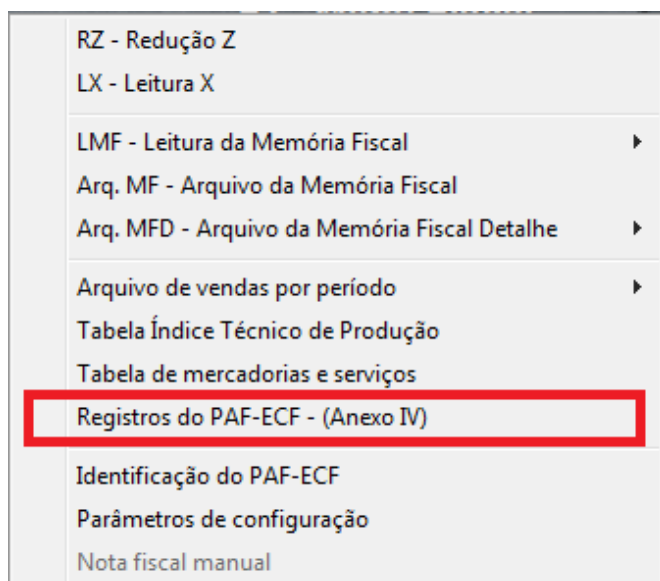 RZ - Redução Z
LX - Leitura X
LMF - Leitura da Memória Fiscal
Arq. MF - Arquivo da Memória Fiscal
Arq. MFD - Arquivo da Memória Fiscal Detalhe
Arquivo de vendas por período
Tabela Índice Técnico de Produção
Tabela de mercadorias e serviços
Registros do PAF-ECF - (Anexo IV)
Identificação do PAF-ECF
Parâmetros de configuração
Nota fiscal manual